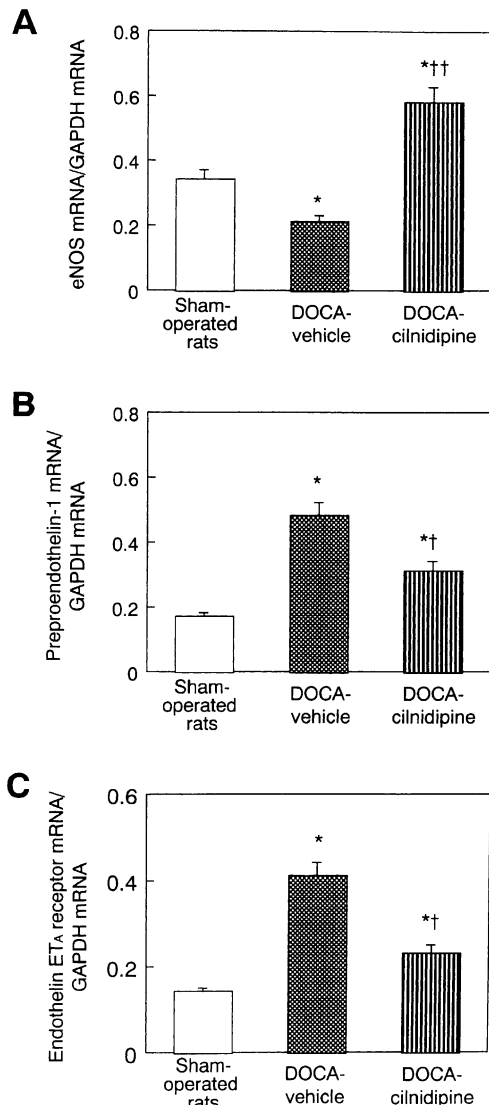 A
eNOS mRNA/GAPDH mRNA
0.8
0.6
0.4
0.2
0
*
*††
Sham-
operated
rats
DOCA-
vehicle
DOCA-
cilnidipine
B
Preproendothelin-1 mRNA/
GAPDH mRNA
0.8
0.6
0.4
0.2
0
*
*†
Sham-
operated
rats
DOCA-
vehicle
DOCA-
cilnidipine
C
Endothelin ETA receptor mRNA/
GAPDH mRNA
0.6
0.4
0.2
0
*
*†
Sham-
operated
rats
DOCA-
vehicle
DOCA-
cilnidipine